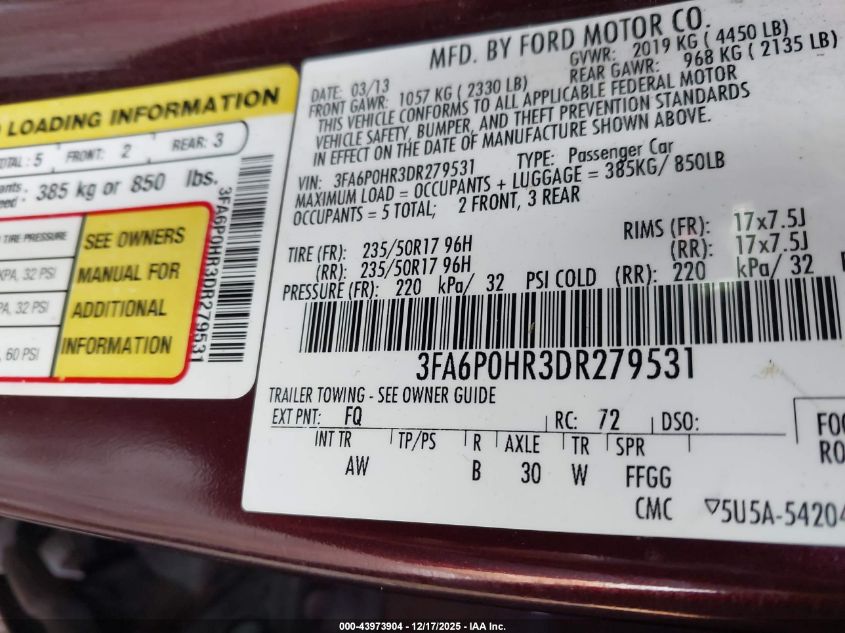 LOADING INFORMATION
TOTAL: 5 FRONT: 2 REAR: 3
385 kg or 850 lbs.
TIRE PRESSURE
KPA, 32 PSI
KPA, 32 PSI
60 PSI
SEE OWNERS
MANUAL FOR
ADDITIONAL
INFORMATION
3FA6P0HR3DR279531
MFD. BY FORD MOTOR CO.
DATE: 03/13 GVWR: 2019 KG ( 4450 LB)
FRONT GAWR: 1057 KG ( 2330 LB) REAR GAWR: 968 KG ( 2135 LB)
THIS VEHICLE CONFORMS TO ALL APPLICABLE FEDERAL MOTOR
VEHICLE SAFETY, BUMPER, AND THEFT PREVENTION STANDARDS
IN EFFECT ON THE DATE OF MANUFACTURE SHOWN ABOVE.
VIN: 3FA6P0HR3DR279531 TYPE: Passenger Car
MAXIMUM LOAD = OCCUPANTS + LUGGAGE = 385KG/ 850LB
OCCUPANTS = 5 TOTAL; 2 FRONT, 3 REAR
TIRE (FR): 235/50R17 96H RIMS (FR): 17x7.5J
(RR): 235/50R17 96H (RR): 17x7.5J
PRESSURE (FR): 220 kPa/ 32 PSI COLD (RR): 220 kPa/ 32
3FA6P0HR3DR279531
TRAILER TOWING - SEE OWNER GUIDE
EXT PNT: FQ RC: 72 DSO:
INT TR TP/PS R AXLE TR SPR
AW B 30 W FFGG
CMC ▽5U5A-54204
000-43973904 | 12/17/2025 - IAA Inc.